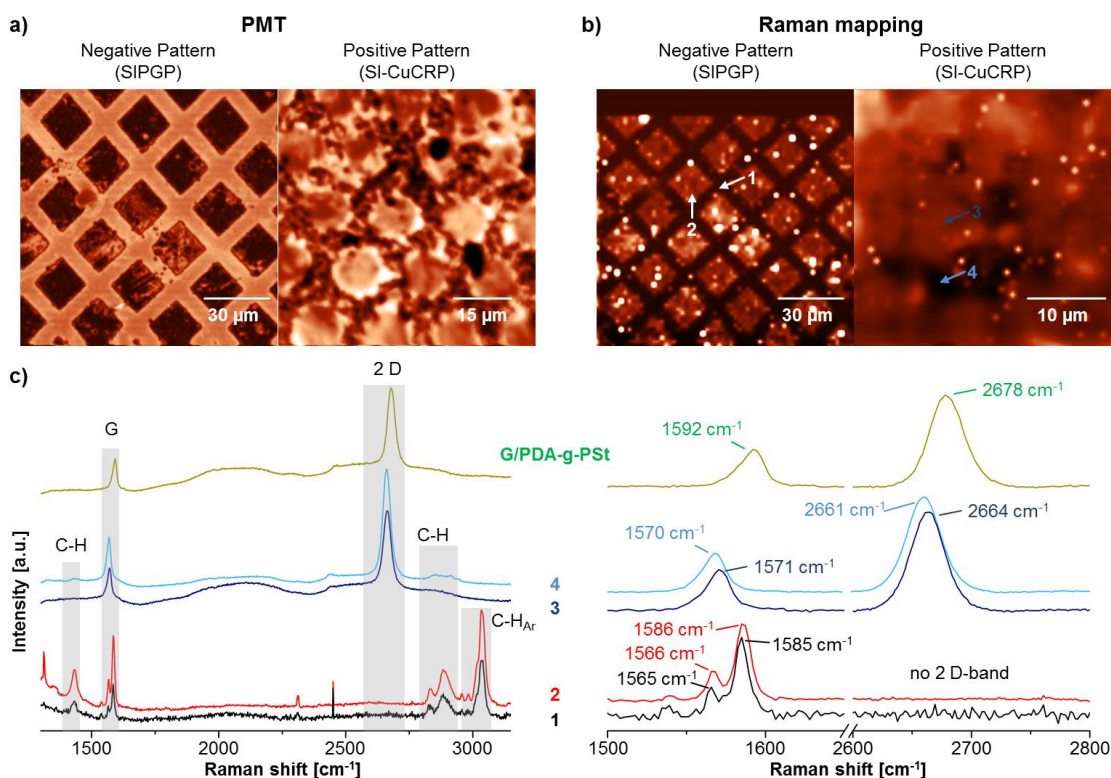 a)
PMT
Negative Pattern
(SIPGP)
Positive Pattern
(SI-CuCRP)
30 µm
15 µm
b)
Raman mapping
Negative Pattern
(SIPGP)
Positive Pattern
(SI-CuCRP)
1
2
3
4
30 µm
10 µm
c)
2 D
G
C-H
C-H
C-HAr
G/PDA-g-PSt
4
3
2
1
Intensity [a.u.]
1500
2000
2500
3000
Raman shift [cm-1]
2678 cm-1
1592 cm-1
2661 cm-1
2664 cm-1
1570 cm-1
1571 cm-1
1586 cm-1
1566 cm-1
1585 cm-1
1565 cm-1
no 2 D-band
1500
1600
2600
2700
2800
Raman shift [cm-1]